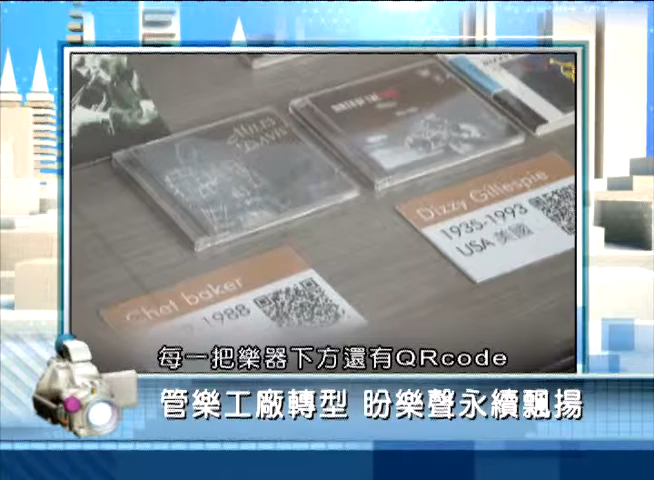 MILES
DAVIS
Dizzy Gillespie
1935-1993
USA 美國
Chet baker
1988
每一把樂器下方還有QRcode
管樂工廠轉型 盼樂聲永續飄揚